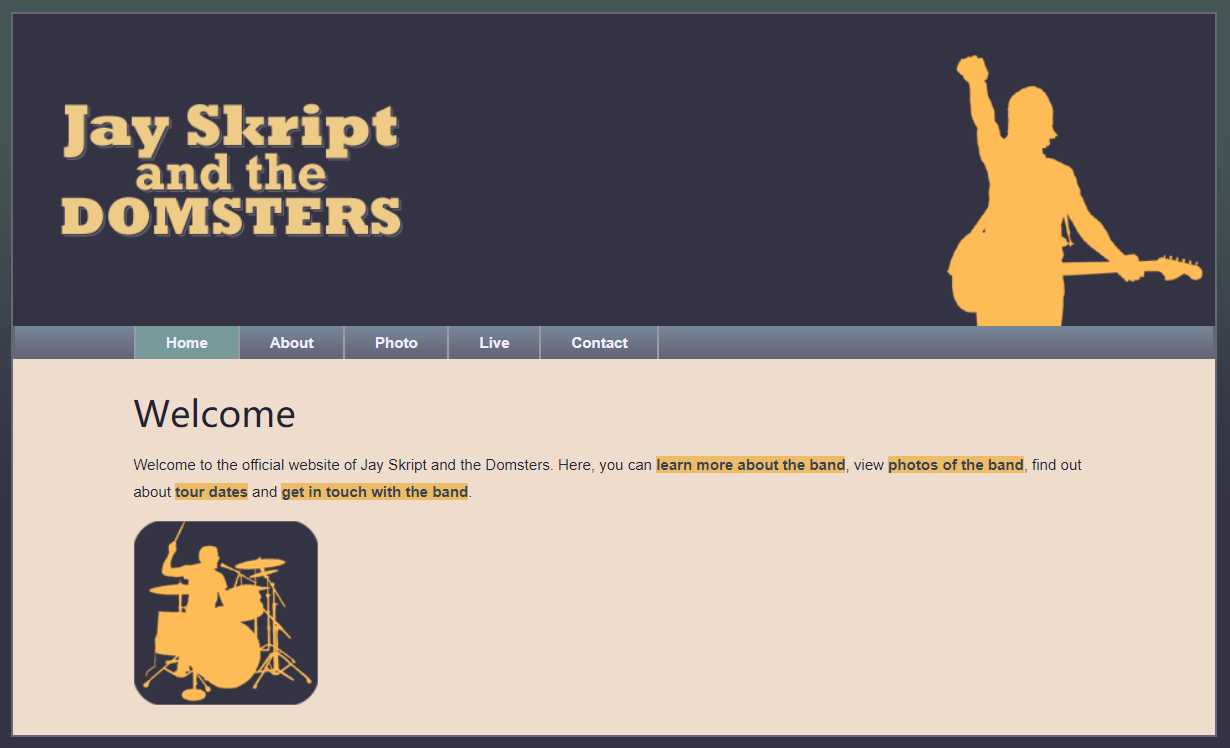 Jay Skript
and the
DOMSTERS
Home About Photo Live Contact
Welcome
Welcome to the official website of Jay Skript and the Domsters. Here, you can learn more about the band, view photos of the band, find out
about tour dates and get in touch with the band.